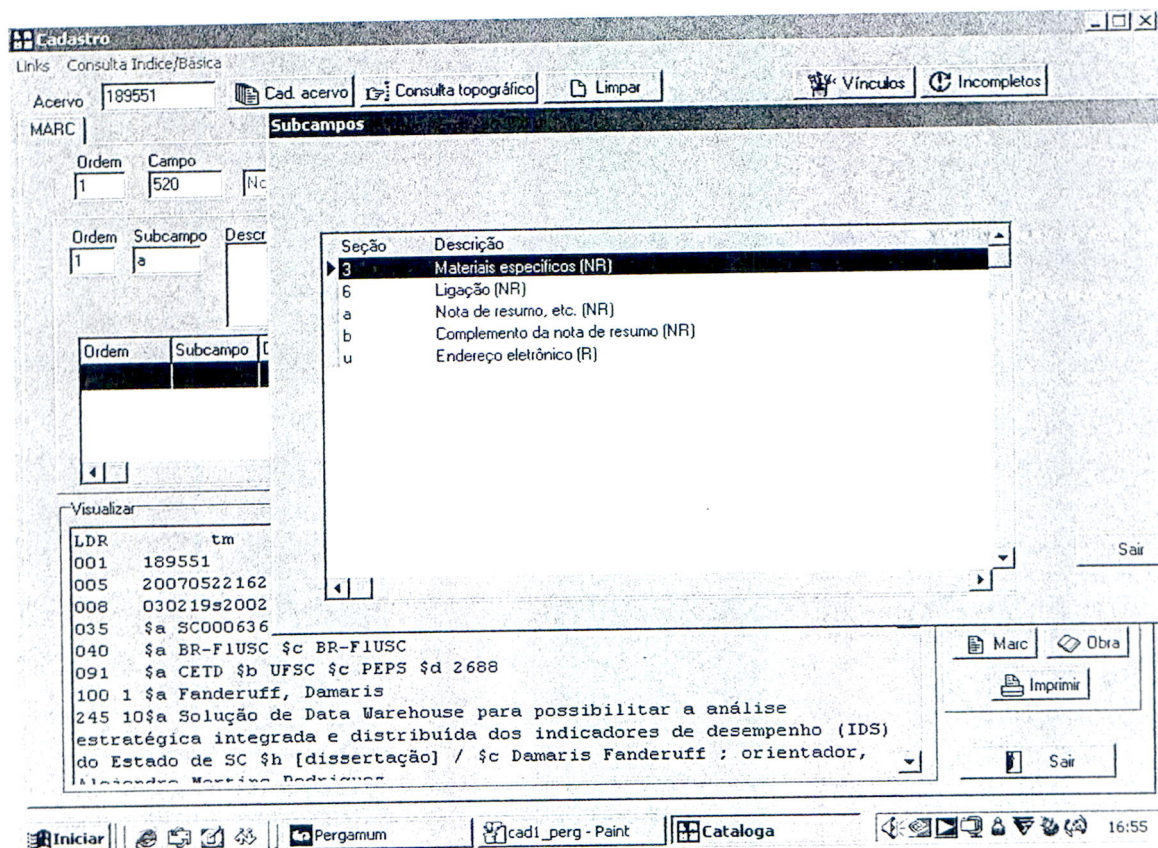 Cadastro
Links Consulta Indice/Básica
Acervo 189551 Cad. acervo Consulta topográfico Limpar Vínculos Incompletos
MARC
Subcampos
Ordem Campo
1 520 No
Ordem Subcampo Descr
1 a
Seção Descrição
3 Materiais específicos (NR)
6 Ligação (NR)
a Nota de resumo, etc. (NR)
b Complemento da nota de resumo (NR)
u Endereço eletrônico (R)
Ordem Subcampo D
Sair
Visualizar
LDR tm
001 189551
005 20070522162
008 030219s2002
035 $a SC000636
040 $a BR-FlUSC $c BR-FlUSC
091 $a CETD $b UFSC $c PEPS $d 2688
100 1 $a Fanderuff, Damaris
245 10$a Solução de Data Warehouse para possibilitar a análise
estratégica integrada e distribuída dos indicadores de desempenho (IDS)
do Estado de SC $h [dissertação] / $c Damaris Fanderuff ; orientador,
Marc Obra
Imprimir
Sair
Iniciar Pergamum cad1_perg - Paint Cataloga 16:55